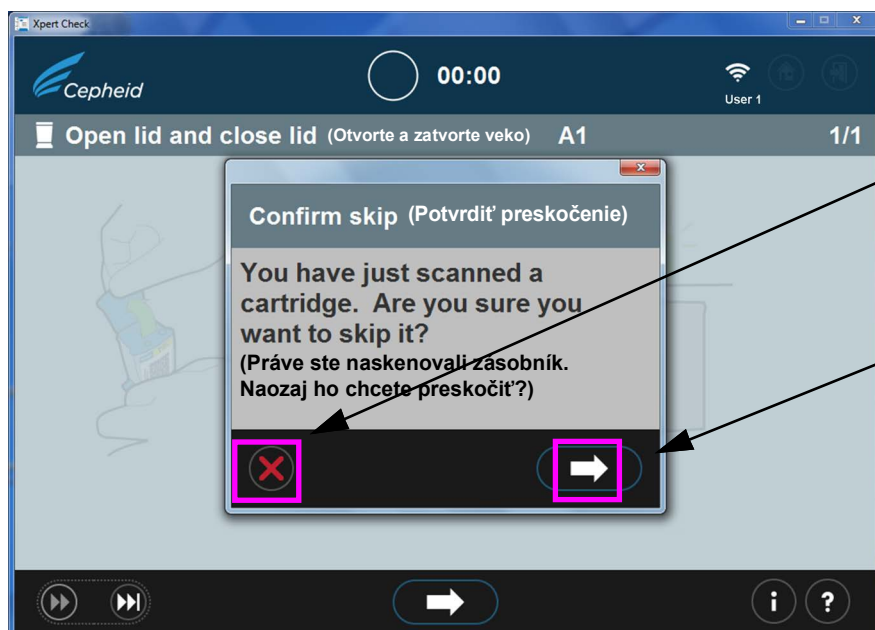 Xpert Check
Cepheid
00:00
User 1
Open lid and close lid (Otvorte a zatvorte veko) A1 1/1
Confirm skip (Potvrdiť preskočenie)
You have just scanned a
cartridge. Are you sure you
want to skip it?
(Práve ste naskenovali zásobník.
Naozaj ho chcete preskočiť?)
i ?